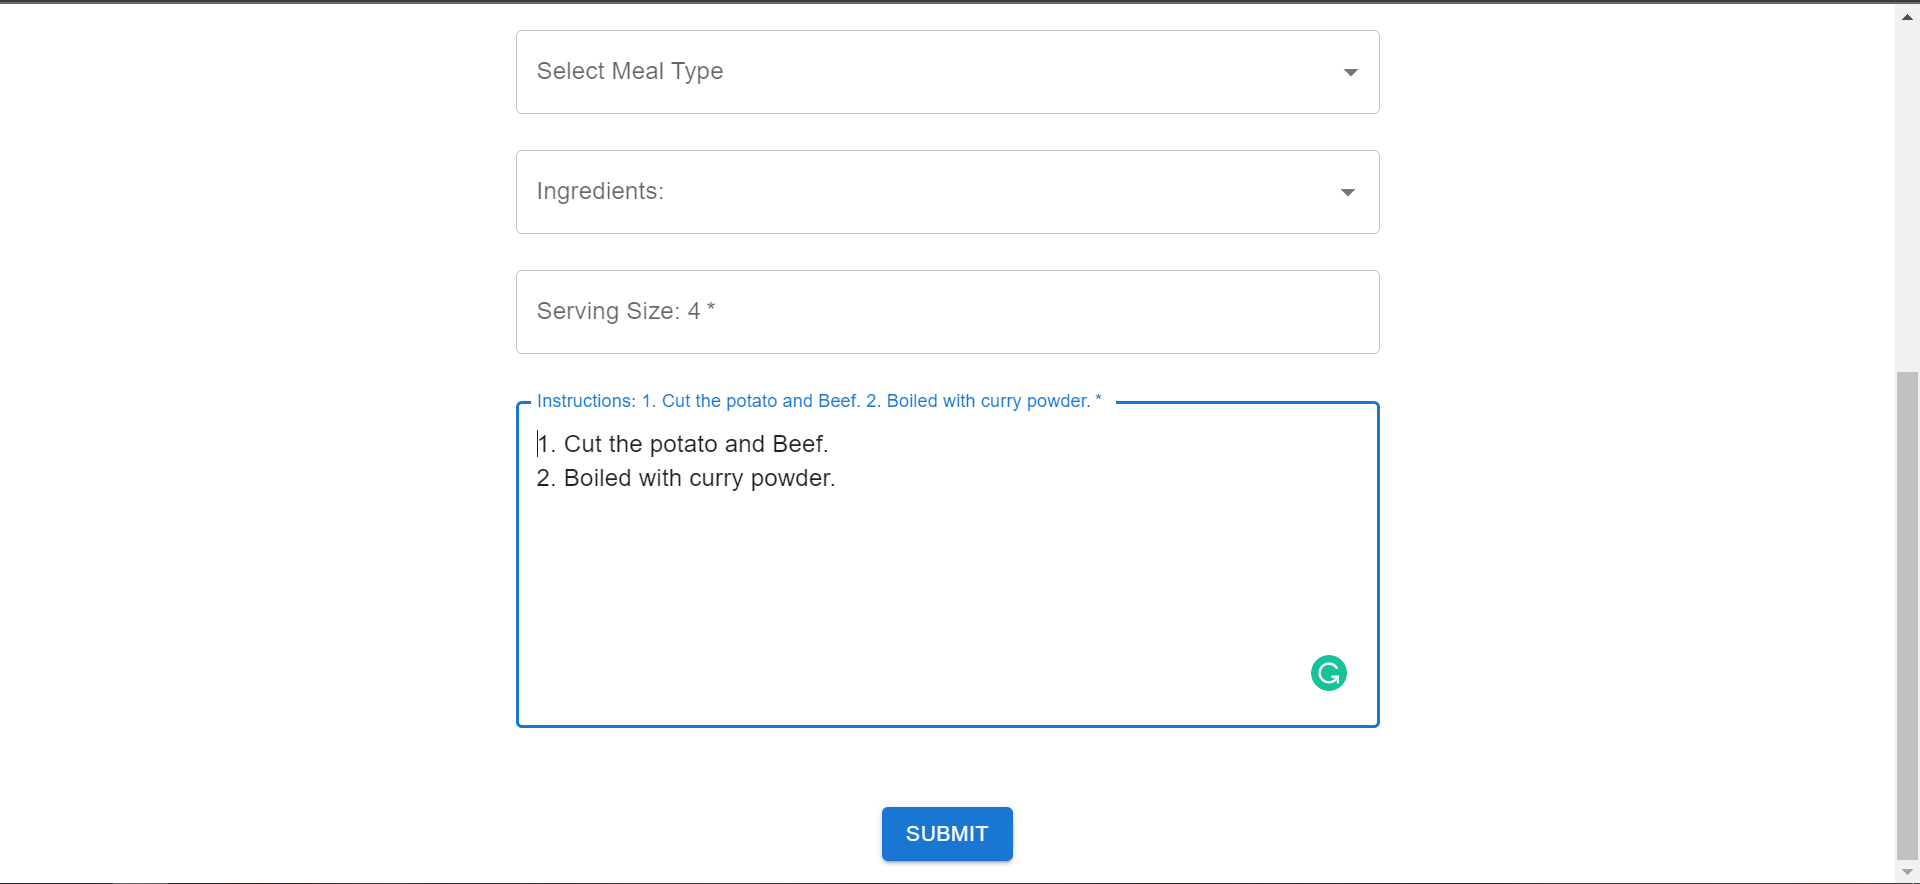 Select Meal Type
Ingredients:
Serving Size: 4 *
Instructions: 1. Cut the potato and Beef. 2. Boiled with curry powder. *
1. Cut the potato and Beef.
2. Boiled with curry powder.
SUBMIT